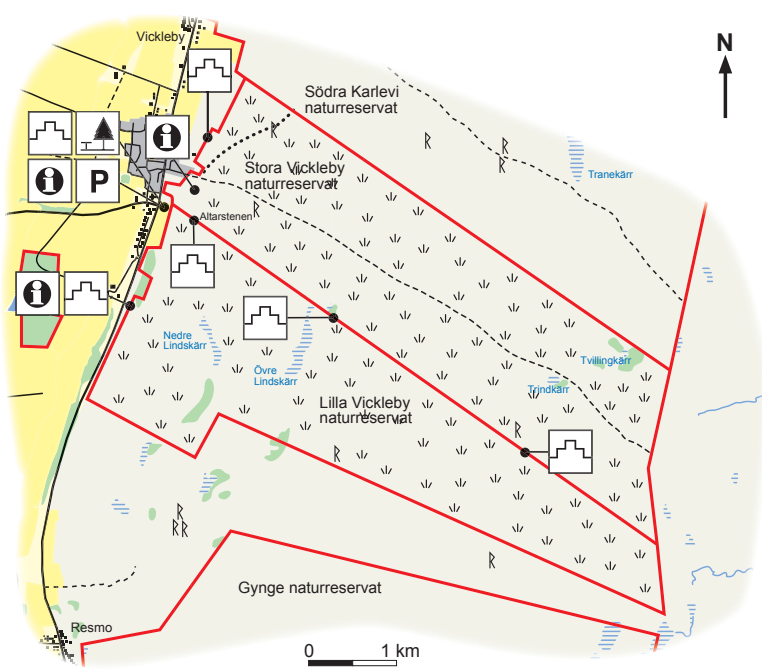 Vickleby
N
Södra Karlevi
naturreservat
Stora Vickleby
naturreservat
Tranekärr
i
i
P
Altarstenen
i
Nedre
Lindskärr
Övre
Lindskärr
Tvillingkärr
Trindkärr
Lilla Vickleby
naturreservat
Gynge naturreservat
Resmo
0 1 km